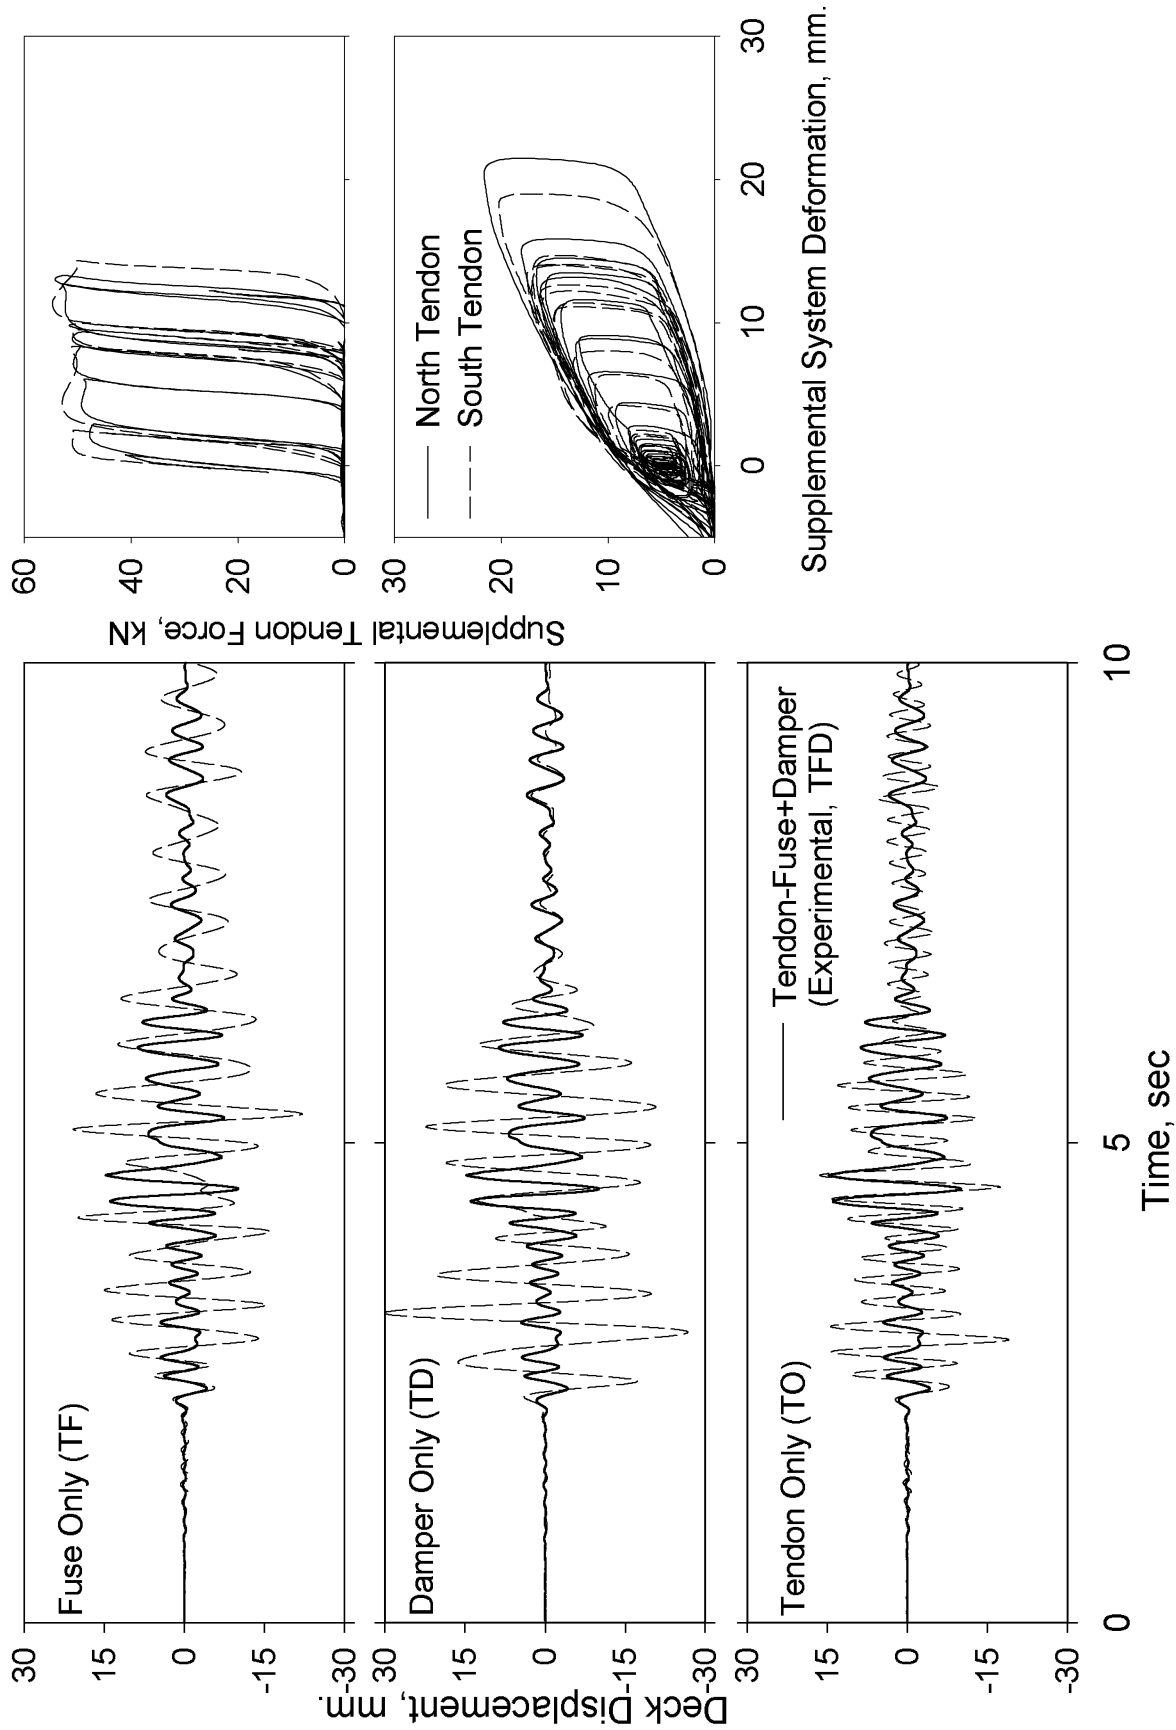 Fuse Only (TF)
30
15
0
-15
-30
Damper Only (TD)
30
15
0
-15
-30
Deck Displacement, mm.
Tendon Only (TO)
Tendon-Fuse+Damper
(Experimental, TFD)
30
15
0
-15
-30
0
5
10
Time, sec
60
40
20
0
Supplemental Tendon Force, kN
North Tendon
South Tendon
30
20
10
0
0
10
20
30
Supplemental System Deformation, mm.